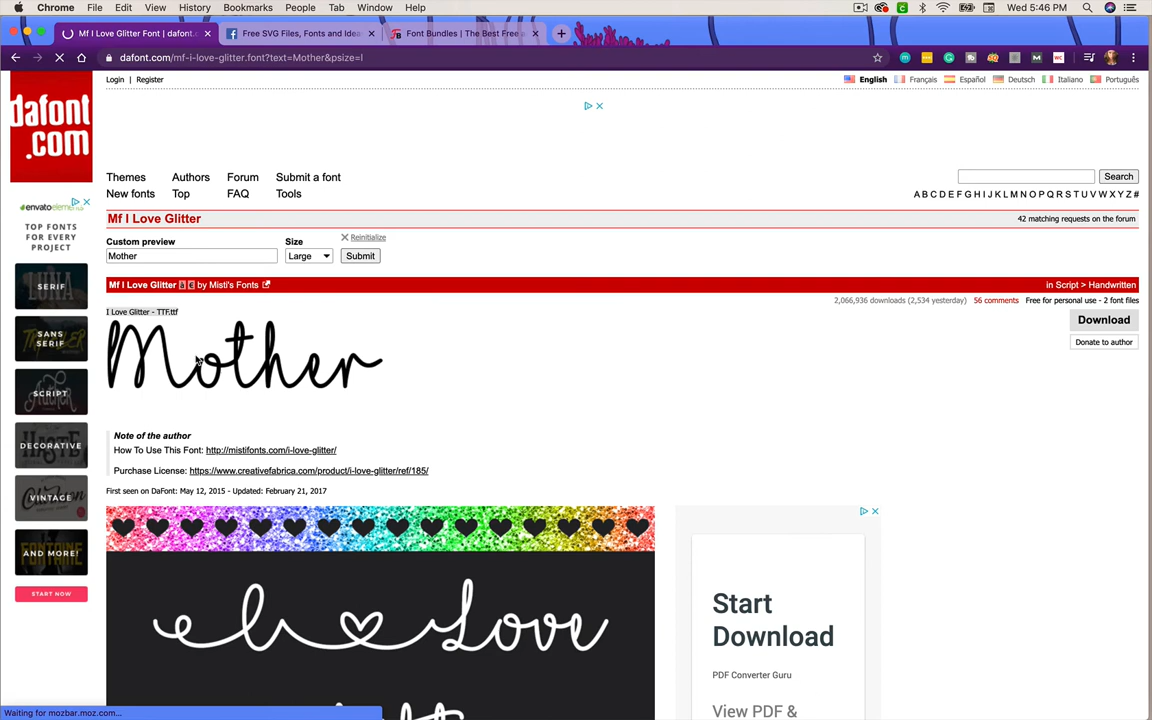 Chrome File Edit View History Bookmarks People Tab Window Help Wed 5:46 PM
Mf I Love Glitter Font | dafont.c
Free SVG Files, Fonts and Idea
Font Bundles | The Best Free a
dafont.com/mf-i-love-glitter.font?text=Mother&psize=l
dafont
.com
Login | Register
English Français Español Deutsch Italiano Português
Themes Authors Forum Submit a font
New fonts Top FAQ Tools
Search
A B C D E F G H I J K L M N O P Q R S T U V W X Y Z #
Mf I Love Glitter
42 matching requests on the forum
Custom preview Size Reinitialize
Mother Large Submit
Mf I Love Glitter à € by Misti's Fonts
in Script > Handwritten
2,066,936 downloads (2,534 yesterday) 56 comments Free for personal use - 2 font files
I Love Glitter - TTF.ttf
Download
Donate to author
Mother
Note of the author
How To Use This Font: http://mistifonts.com/i-love-glitter/
Purchase License: https://www.creativefabrica.com/product/i-love-glitter/ref/185/
First seen on DaFont: May 12, 2015 - Updated: February 21, 2017
I Love
envato elements
TOP FONTS
FOR EVERY
PROJECT
SERIF
SANS
SERIF
SCRIPT
DECORATIVE
VINTAGE
AND MORE!
START NOW
Start
Download
PDF Converter Guru
View PDF &
Waiting for mozbar.moz.com...